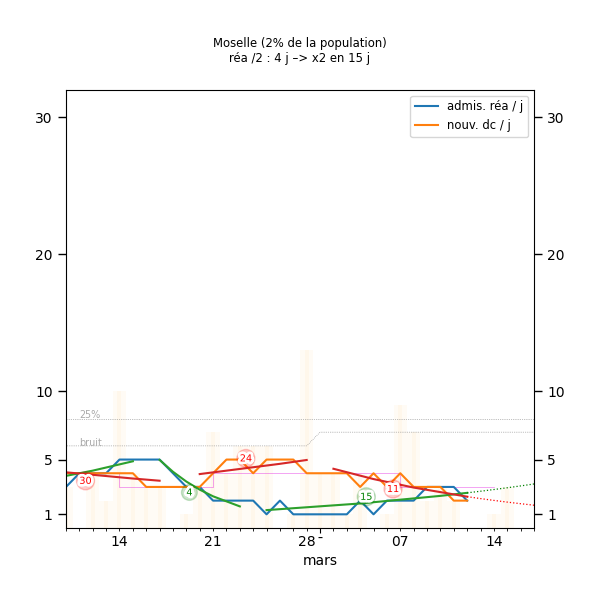 Moselle (2% de la population)
réa /2 : 4 j –> x2 en 15 j
admis. réa / j
nouv. dc / j
30 30
20 20
10 10
25%
bruit
5 5
24
30
4
15
11
1 1
14 21 28 07 14
mars